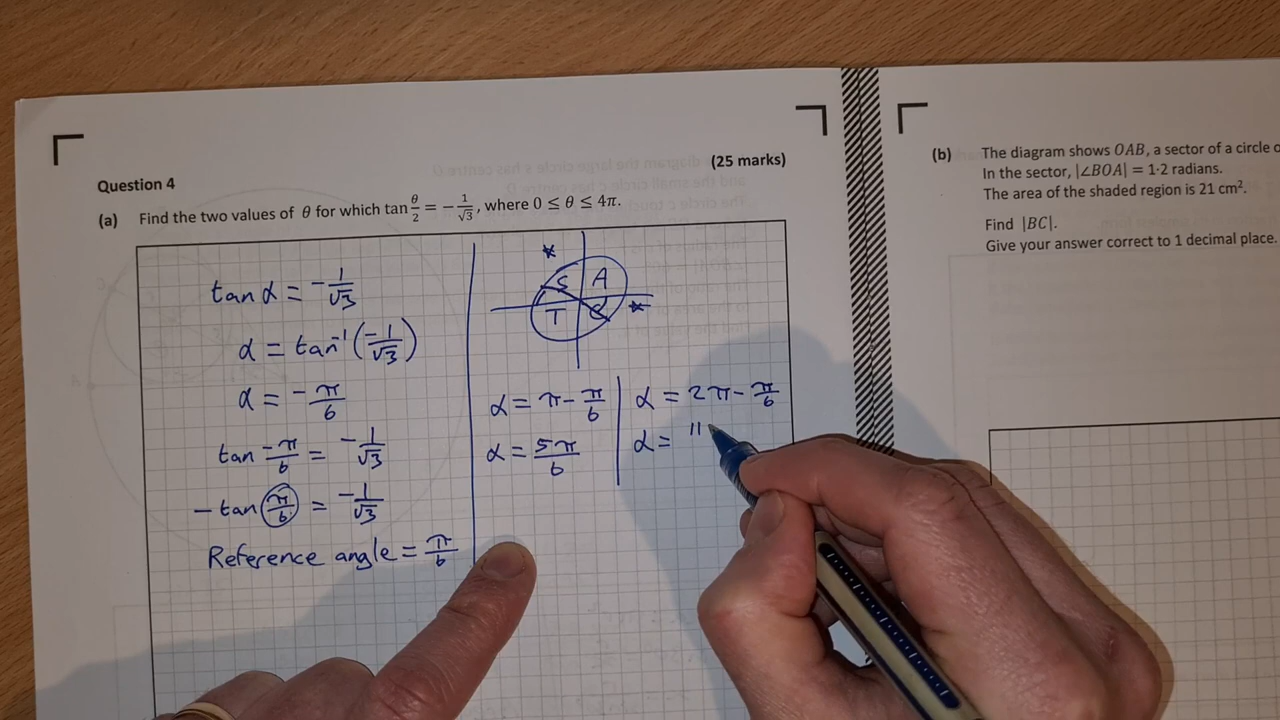 Question 4
(25 marks)
(a) Find the two values of θ for which tan θ/2 = −1/√3, where 0 ≤ θ ≤ 4π.
tan α = −1/√3
α = tan⁻¹(−1/√3)
α = −π/6
tan −π/6 = −1/√3
−tan(π/6) = −1/√3
Reference angle = π/6
* S A
T C *
α = π − π/6
α = 5π/6
α = 2π − π/6
α = 11
(b) The diagram shows OAB, a sector of a circle
In the sector, |∠BOA| = 1·2 radians.
The area of the shaded region is 21 cm².
Find |BC|.
Give your answer correct to 1 decimal place.